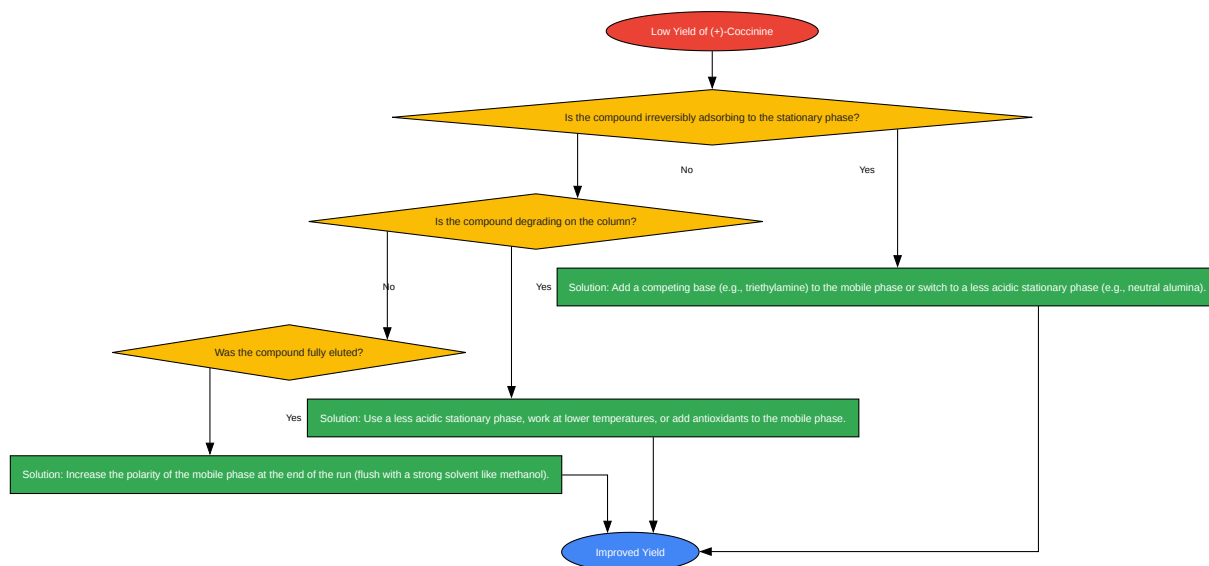 Low Yield of (+)-Coccinine
Is the compound irreversibly adsorbing to the stationary phase?
No
Yes
Is the compound degrading on the column?
No
Yes
Solution: Add a competing base (e.g., triethylamine) to the mobile phase or switch to a less acidic stationary phase (e.g., neutral alumina).
Was the compound fully eluted?
Yes
Solution: Use a less acidic stationary phase, work at lower temperatures, or add antioxidants to the mobile phase.
Solution: Increase the polarity of the mobile phase at the end of the run (flush with a strong solvent like methanol).
Improved Yield